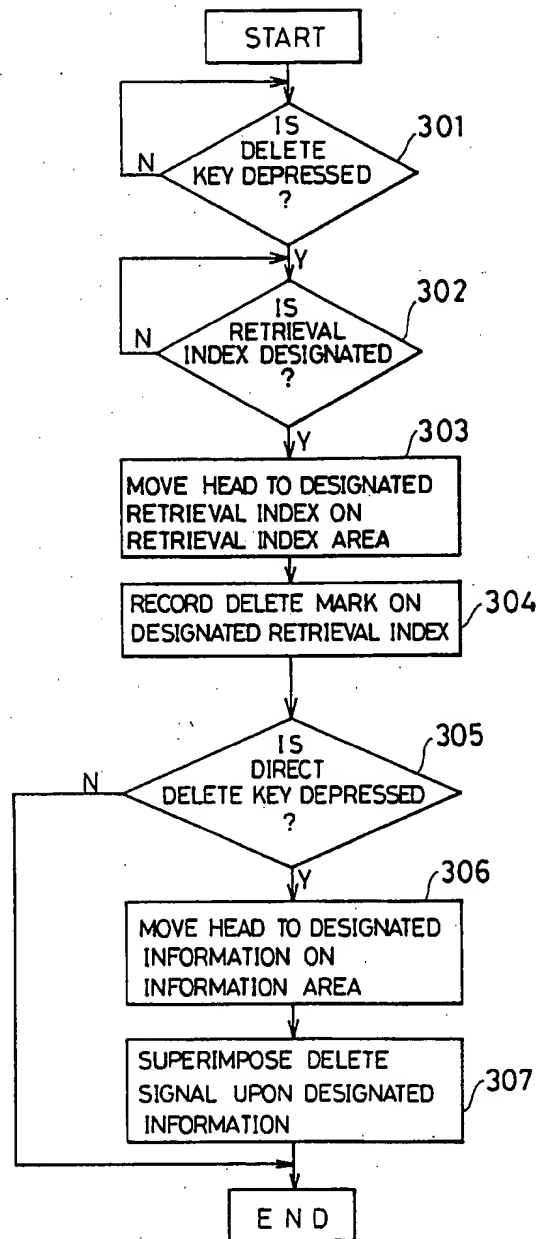 START
IS
DELETE
KEY DEPRESSED
?
301
N
Y
IS
RETRIEVAL
INDEX DESIGNATED
?
302
N
Y
303
MOVE HEAD TO DESIGNATED
RETRIEVAL INDEX ON
RETRIEVAL INDEX AREA
RECORD DELETE MARK ON
DESIGNATED RETRIEVAL INDEX
304
IS
DIRECT
DELETE KEY DEPRESSED
?
305
N
Y
306
MOVE HEAD TO DESIGNATED
INFORMATION ON
INFORMATION AREA
SUPERIMPOSE DELETE
SIGNAL UPON DESIGNATED
INFORMATION
307
END